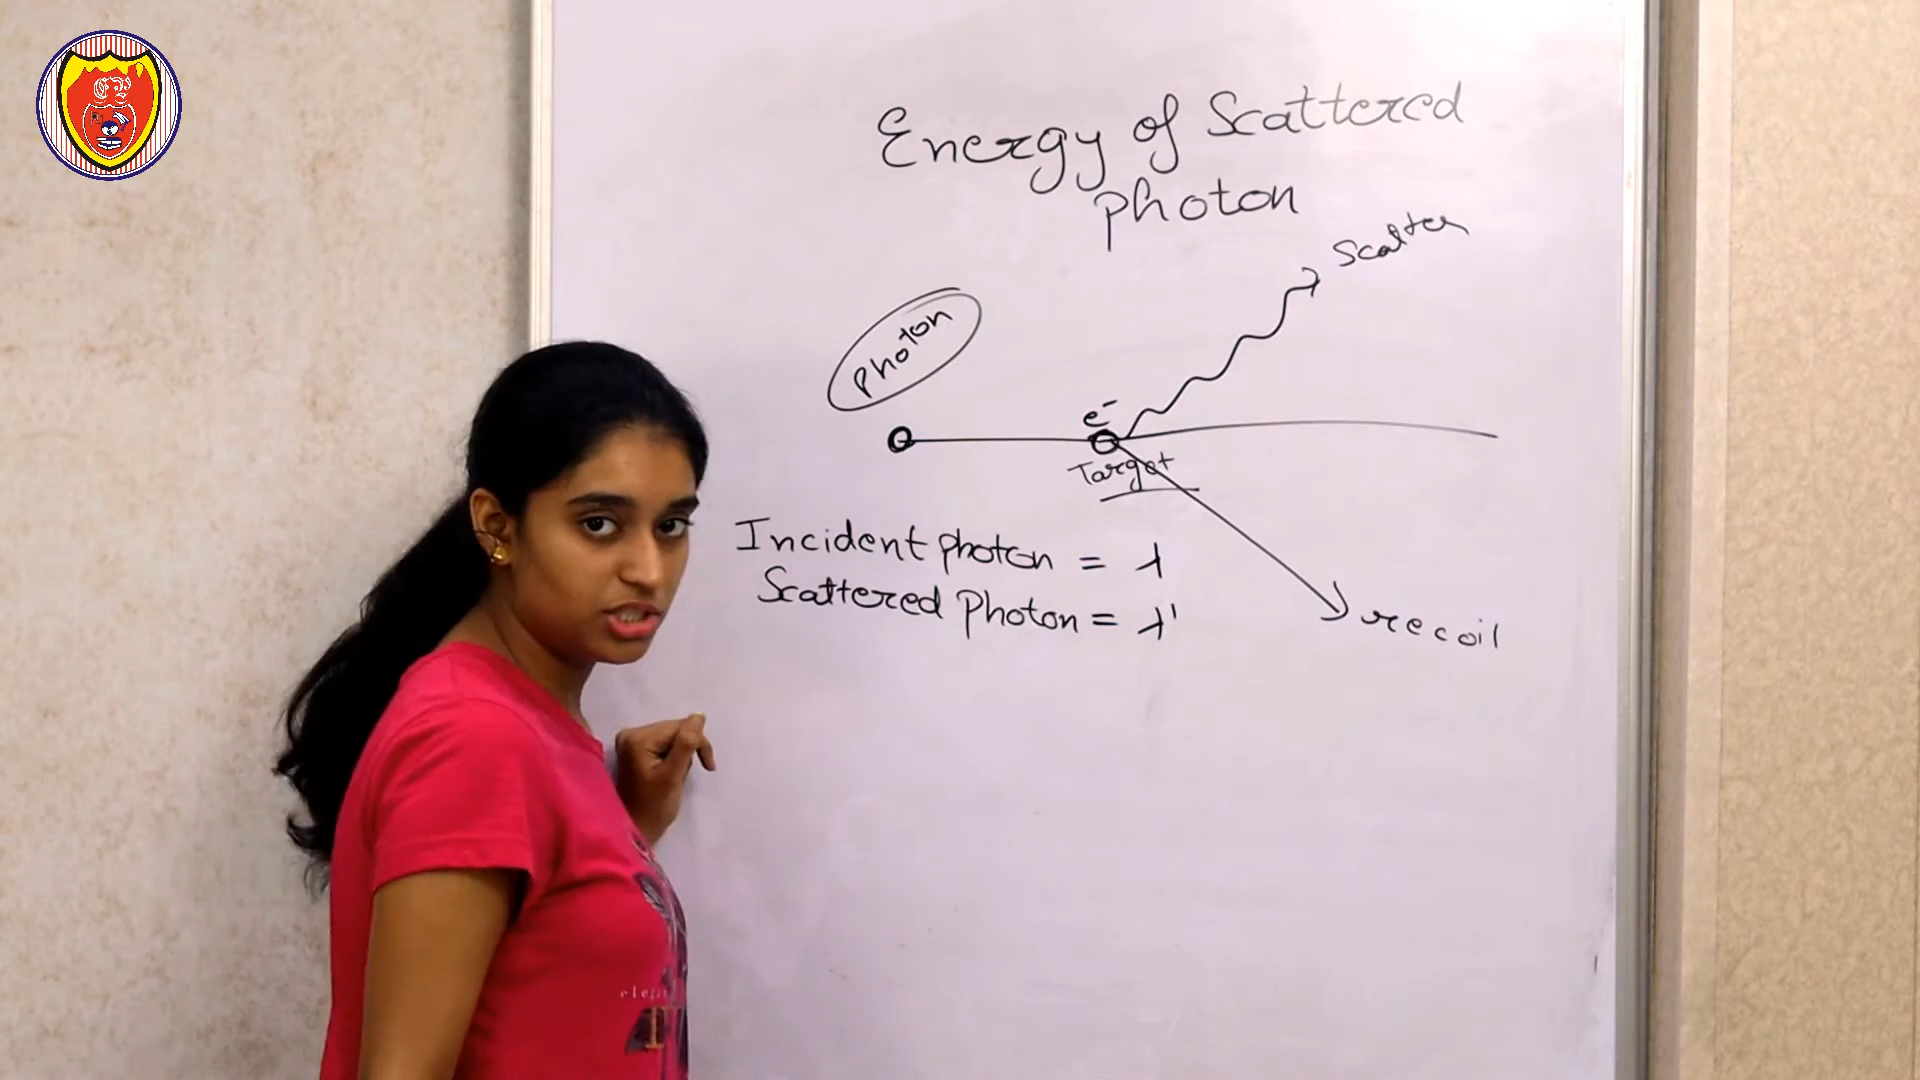 Energy of Scattered
photon
Scatter
photon
e⁻
Target
Incident photon = λ
Scattered Photon = λ'
recoil